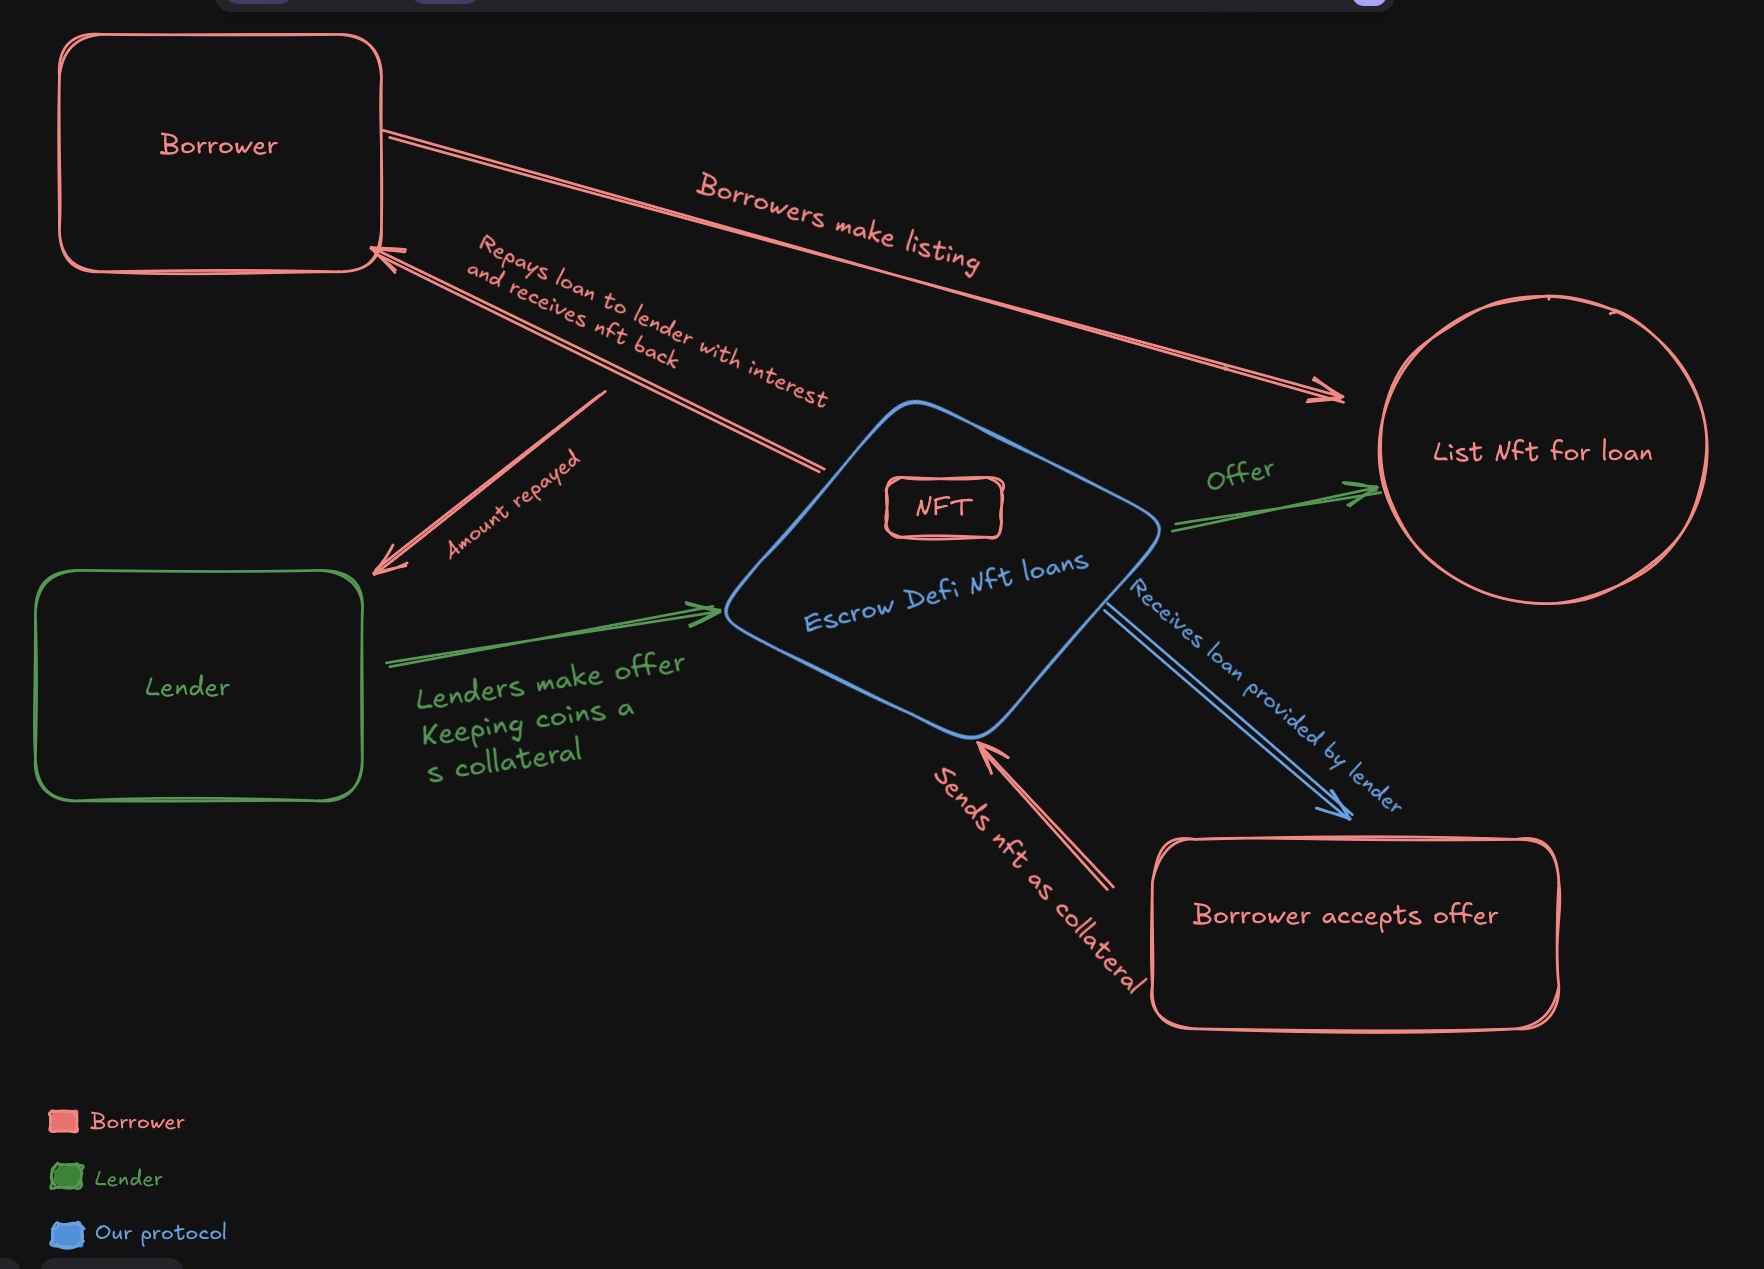 Borrower
Borrowers make listing
Repays loan to lender with interest
and receives nft back
List Nft for loan
Amount repayed
Offer
NFT
Escrow Defi Nft loans
Receives loan provided by lender
Lender
Lenders make offer
Keeping coins a
s collateral
Sends nft as collateral
Borrower accepts offer
Borrower
Lender
Our protocol